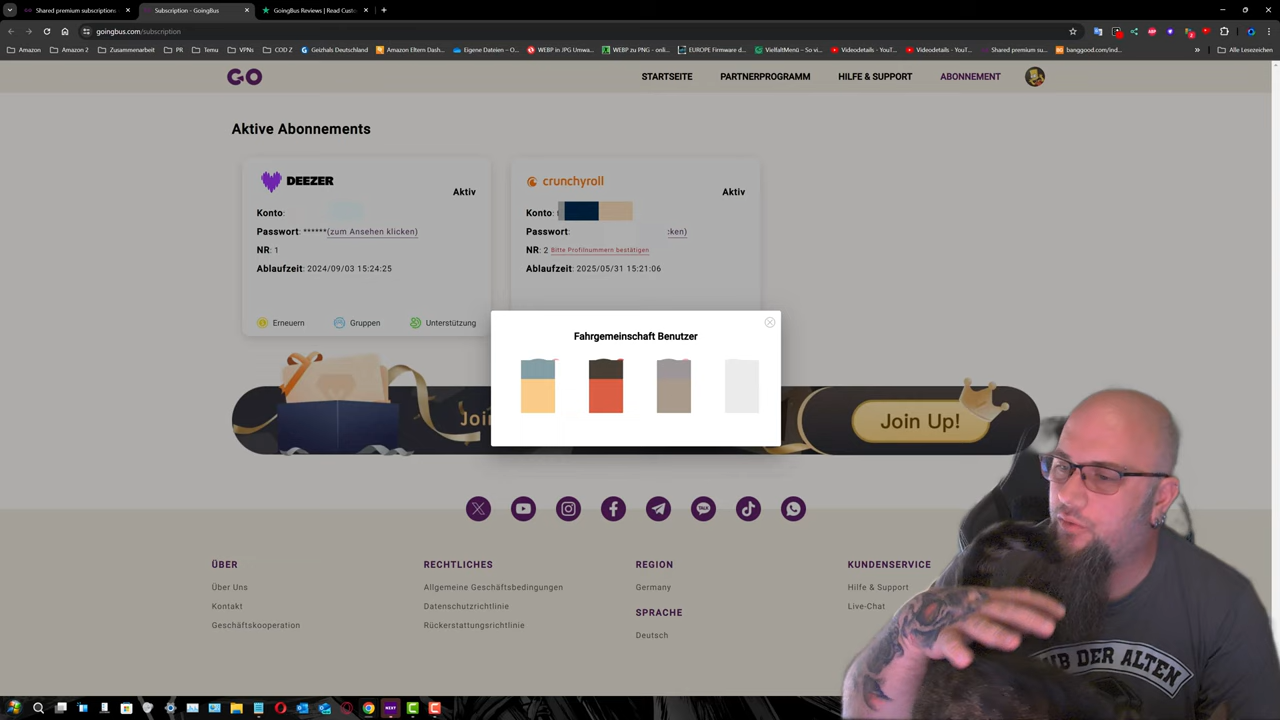 Shared premium subscriptions
Subscription - GoingBus
GoingBus Reviews | Read Cust
goingbus.com/subscription
Amazon
Amazon 2
Zusammenarbeit
PR
Temu
VPNs
COD Z
Geizhals Deutschland
Amazon Eltern Dash...
Eigene Dateien – O...
WEBP in JPG Umwa...
WEBP zu PNG - onli...
EUROPE Firmware d...
VielfaltMenü – So vi...
Videodetails – YouT...
Videodetails – YouT...
Shared premium su...
banggood.com/ind...
»
Alle Lesezeichen
GO
STARTSEITE
PARTNERPROGRAMM
HILFE & SUPPORT
ABONNEMENT
Aktive Abonnements
DEEZER
Aktiv
Konto:
Passwort: ******(zum Ansehen klicken)
NR: 1
Ablaufzeit: 2024/09/03 15:24:25
Erneuern
Gruppen
Unterstützung
crunchyroll
Aktiv
Konto:
Passwort: ken)
NR: 2 Bitte Profilnummern bestätigen
Ablaufzeit: 2025/05/31 15:21:06
Fahrgemeinschaft Benutzer
Join Up!
TALK
ÜBER
Über Uns
Kontakt
Geschäftskooperation
RECHTLICHES
Allgemeine Geschäftsbedingungen
Datenschutzrichtlinie
Rückerstattungsrichtlinie
REGION
Germany
SPRACHE
Deutsch
KUNDENSERVICE
Hilfe & Support
Live-Chat
UB DER ALTEN
NEXT